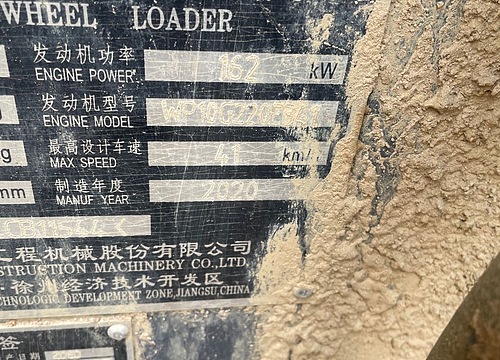 WHEEL LOADER
发动机功率
ENGINE POWER 162 kW
发动机型号
ENGINE MODEL
最高设计车速
MAX SPEED 41 km/h
mm
制造年度
MANUF YEAR 2020
工程机械股份有限公司
CONSTRUCTION MACHINERY CO.,LTD.
徐州经济技术开发区
TECHNOLOGIC DEVELOPMENT ZONE,JIANGSU,CHINA